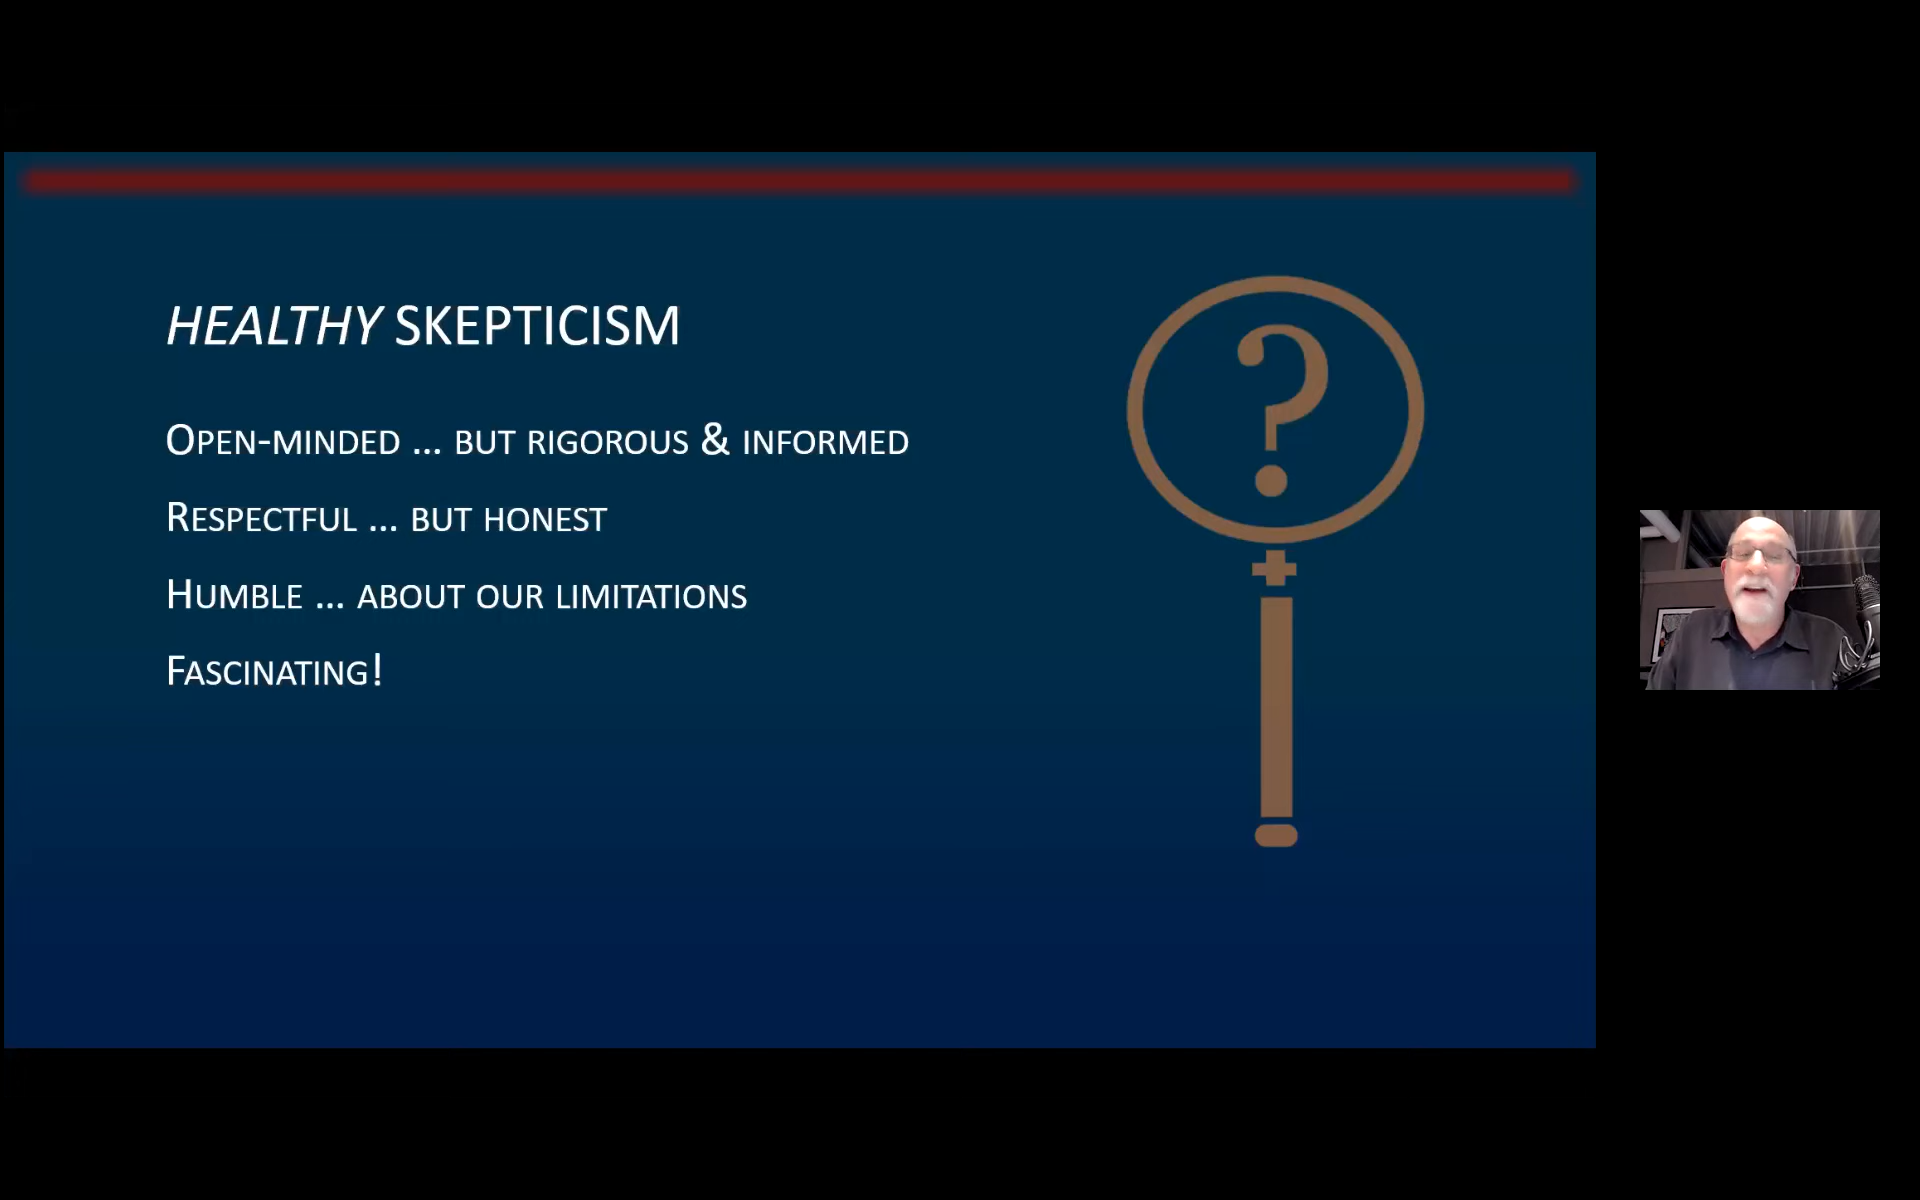 HEALTHY SKEPTICISM
OPEN-MINDED ... BUT RIGOROUS & INFORMED
RESPECTFUL ... BUT HONEST
HUMBLE ... ABOUT OUR LIMITATIONS
FASCINATING!
?